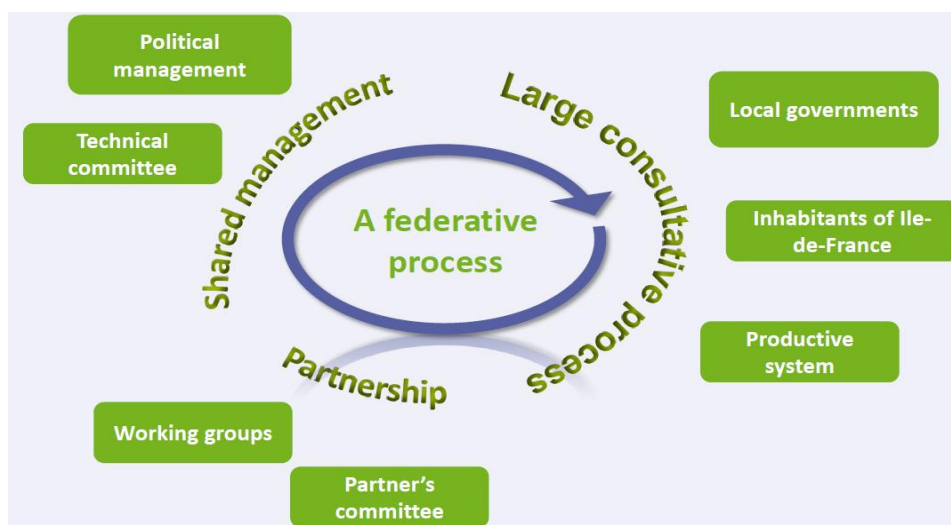 Political
management
Technical
committee
Shared management
Large consultative process
Local governments
Inhabitants of Ile-
de-France
Productive
system
A federative
process
Partnership
Working groups
Partner's
committee